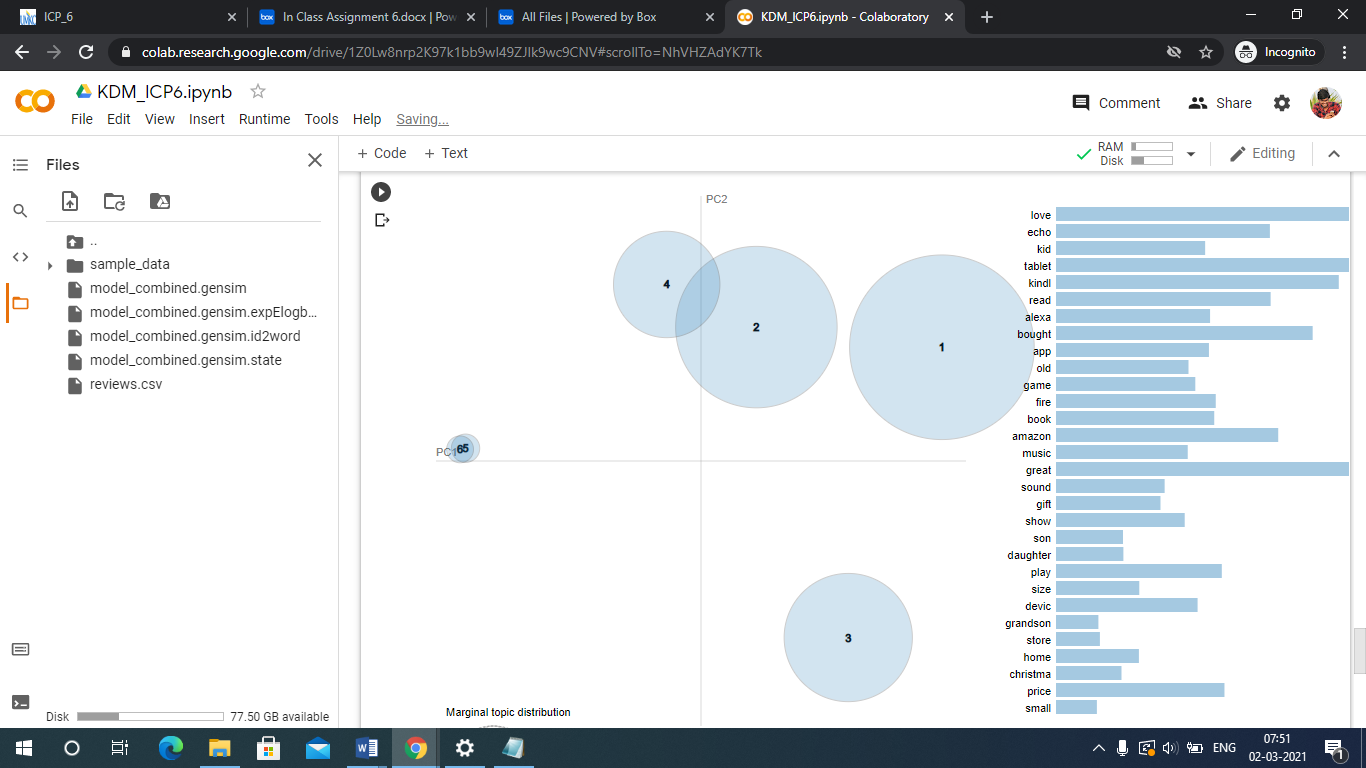 ICP_6
In Class Assignment 6.docx | Pow
All Files | Powered by Box
KDM_ICP6.ipynb - Colaboratory
colab.research.google.com/drive/1Z0Lw8nrp2K97k1bb9wI49ZJIk9wc9CNV#scrollTo=NhVHZAdYK7Tk
Incognito
KDM_ICP6.ipynb
Comment
Share
File Edit View Insert Runtime Tools Help Saving...
Files
+ Code + Text
RAM
Disk
Editing
..
sample_data
model_combined.gensim
model_combined.gensim.expElogb...
model_combined.gensim.id2word
model_combined.gensim.state
reviews.csv
Disk
77.50 GB available
PC2
4
2
1
65
PC1
3
Marginal topic distribution
love
echo
kid
tablet
kindl
read
alexa
bought
app
old
game
fire
book
amazon
music
great
sound
gift
show
son
daughter
play
size
devic
grandson
store
home
christma
price
small
ENG
07:51
02-03-2021
1